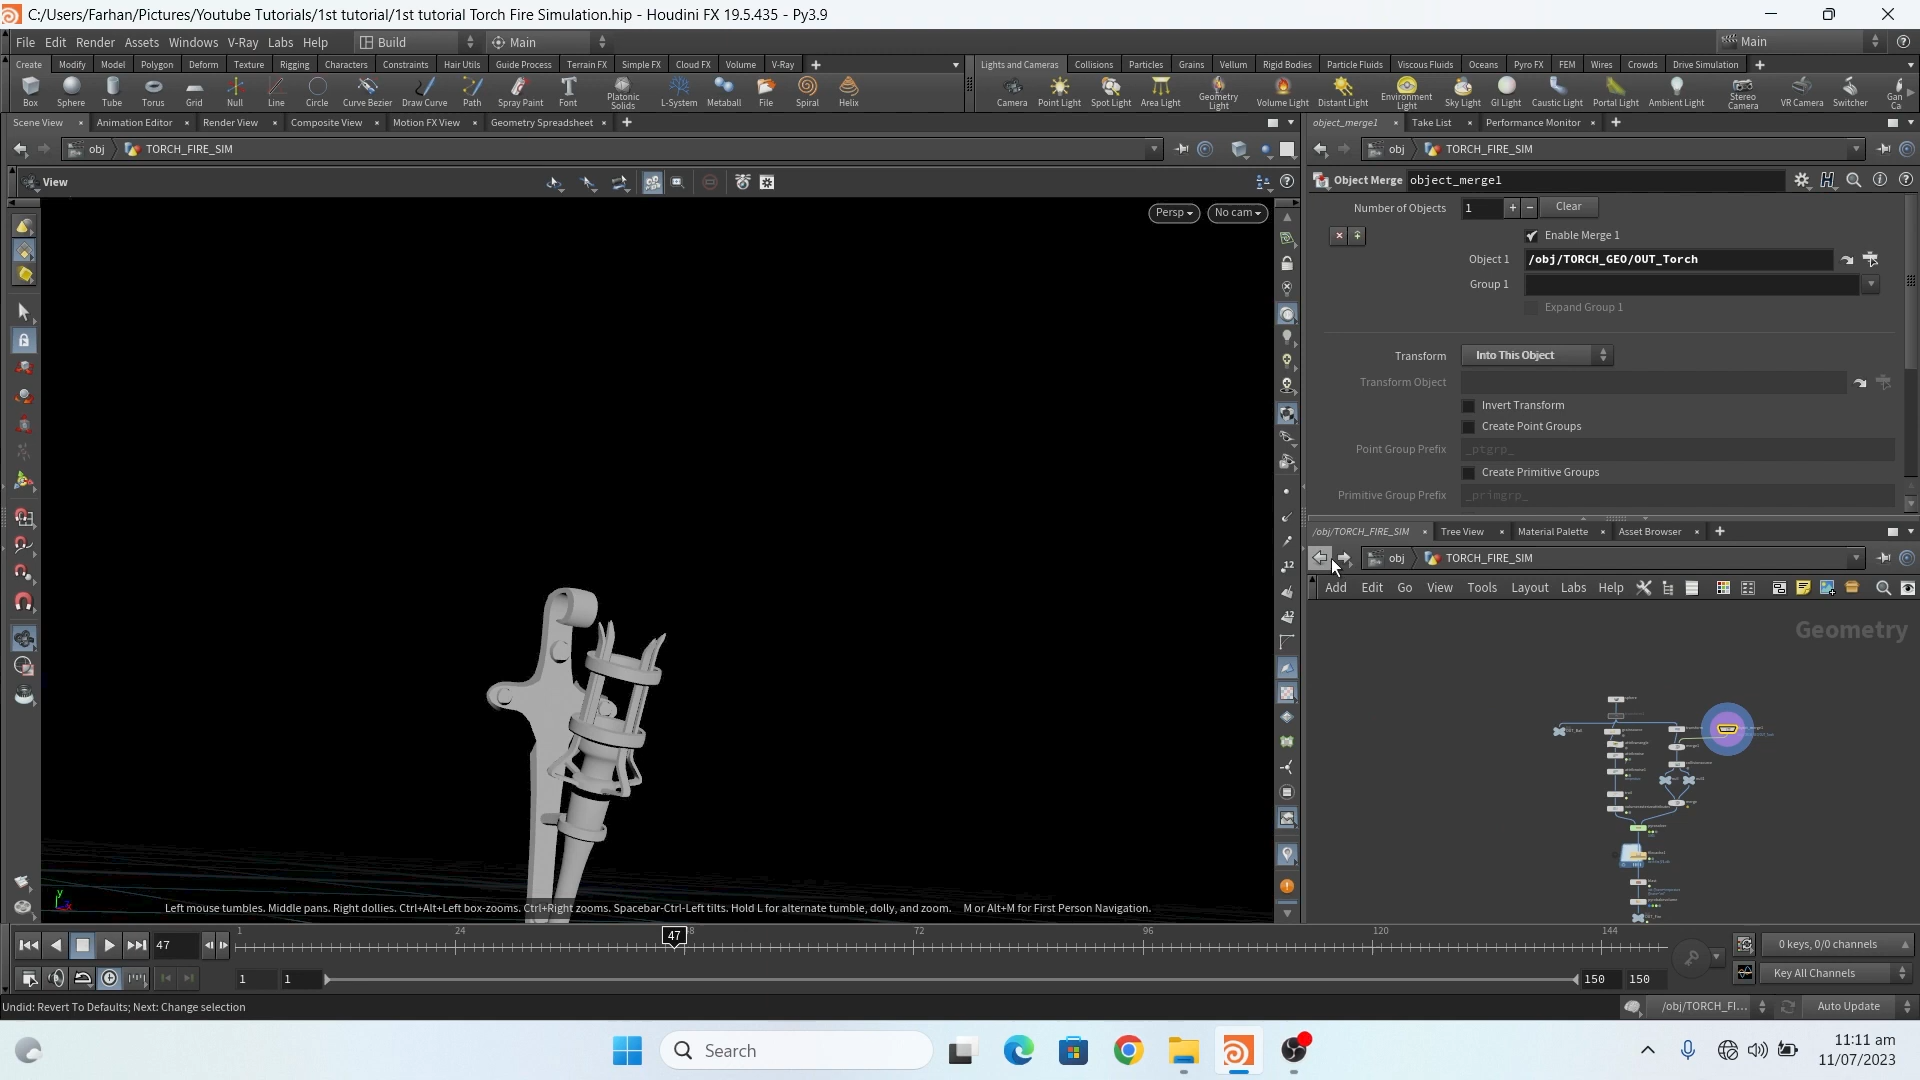 C:/Users/Farhan/Pictures/Youtube Tutorials/1st tutorial/1st tutorial Torch Fire Simulation.hip - Houdini FX 19.5.435 - Py3.9
File Edit Render Assets Windows V-Ray Labs Help Build Main Main
Create Modify Model Polygon Deform Texture Rigging Characters Constraints Hair Utils Guide Process Terrain FX Simple FX Cloud FX Volume V-Ray
Lights and Cameras Collisions Particles Grains Vellum Rigid Bodies Particle Fluids Viscous Fluids Oceans Pyro FX FEM Wires Crowds Drive Simulation
Box Sphere Tube Torus Grid Null Line Circle Curve Bezier Draw Curve Path Spray Paint Font Platonic Solids L-System Metaball File Spiral Helix
Camera Point Light Spot Light Area Light Geometry Light Volume Light Distant Light Environment Light Sky Light GI Light Caustic Light Portal Light Ambient Light Stereo Camera VR Camera Switcher Gan Ca
Scene View Animation Editor Render View Composite View Motion FX View Geometry Spreadsheet
object_merge1 Take List Performance Monitor
obj TORCH_FIRE_SIM
obj TORCH_FIRE_SIM
View
Persp No cam
Object Merge object_merge1
Number of Objects 1 + − Clear
Enable Merge 1
Object 1 /obj/TORCH_GEO/OUT_Torch
Group 1
Expand Group 1
Transform Into This Object
Transform Object
Invert Transform
Create Point Groups
Point Group Prefix _ptgrp_
Create Primitive Groups
Primitive Group Prefix _primgrp_
/obj/TORCH_FIRE_SIM Tree View Material Palette Asset Browser
obj TORCH_FIRE_SIM
Add Edit Go View Tools Layout Labs Help
Geometry
12
42
y
x
Left mouse tumbles. Middle pans. Right dollies. Ctrl+Alt+Left box-zooms. Ctrl+Right zooms. Spacebar-Ctrl-Left tilts. Hold L for alternate tumble, dolly, and zoom. M or Alt+M for First Person Navigation.
47
1 24 47 72 96 120 144
0 keys, 0/0 channels
1 1 150 150
Key All Channels
Undid: Revert To Defaults; Next: Change selection
/obj/TORCH_FI... Auto Update
Search
11:11 am
11/07/2023